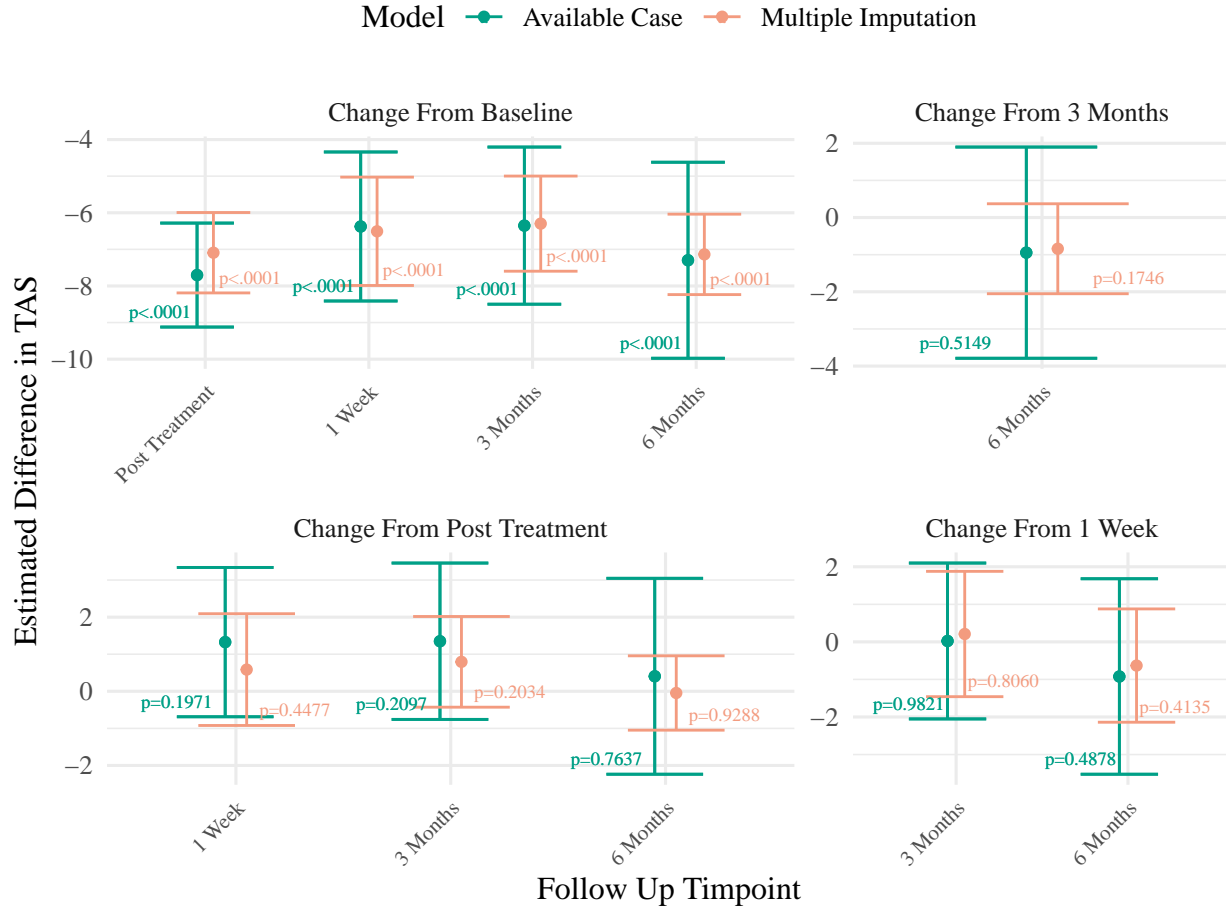 Model Available Case Multiple Imputation
Estimated Difference in TAS
Change From Baseline
−4
−6
−8
−10
p<.0001
p<.0001
p<.0001
p<.0001
p<.0001
p<.0001
p<.0001
p<.0001
Post Treatment
1 Week
3 Months
6 Months
Change From 3 Months
2
0
−2
−4
p=0.5149
p=0.1746
6 Months
Change From Post Treatment
2
0
−2
p=0.1971
p=0.4477
p=0.2097
p=0.2034
p=0.7637
p=0.9288
1 Week
3 Months
6 Months
Change From 1 Week
2
0
−2
p=0.9821
p=0.8060
p=0.4878
p=0.4135
3 Months
6 Months
Follow Up Timpoint